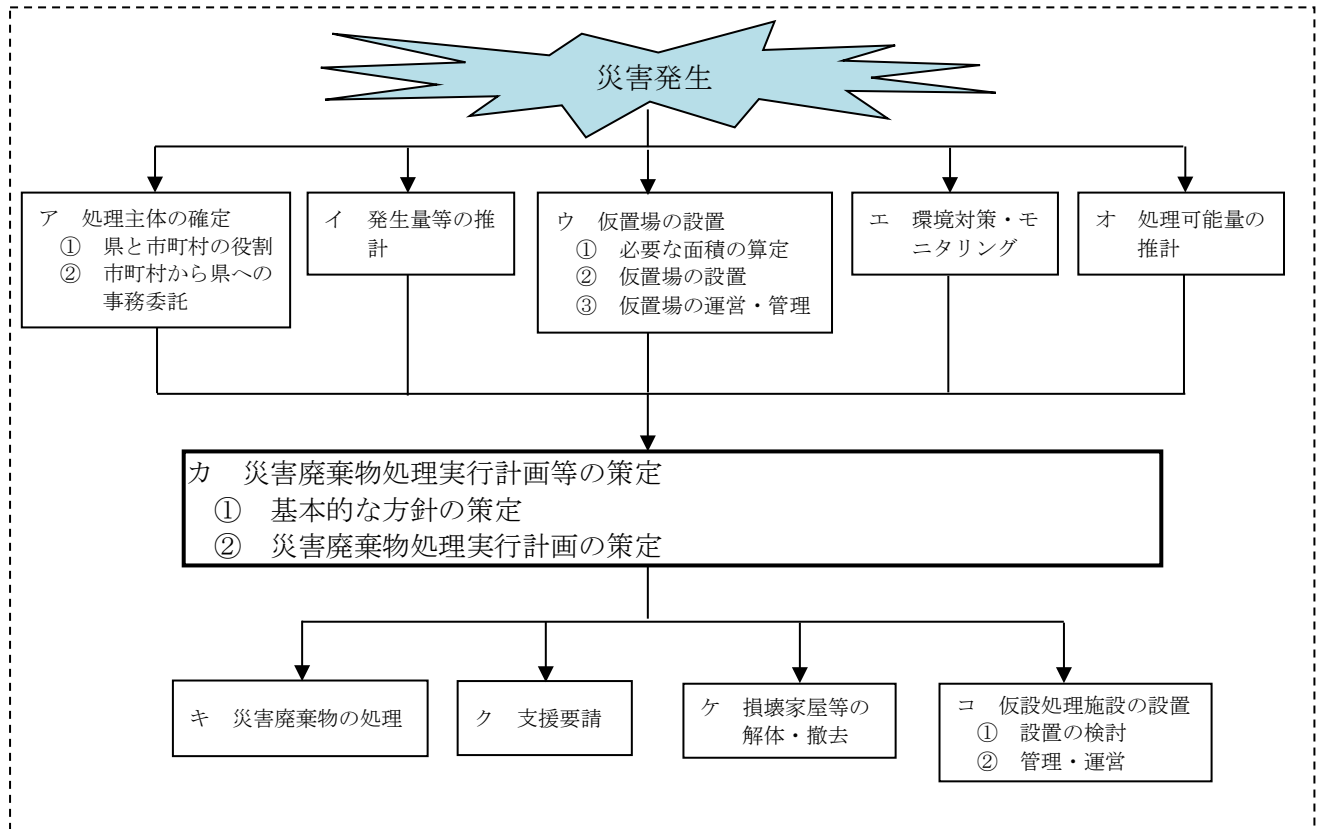 災害発生
ア　処理主体の確定
①　県と市町村の役割
②　市町村から県への
事務委託
イ　発生量等の推
計
ウ　仮置場の設置
①　必要な面積の算定
②　仮置場の設置
③　仮置場の運営・管理
エ　環境対策・モ
ニタリング
オ　処理可能量の
推計
カ　災害廃棄物処理実行計画等の策定
①　基本的な方針の策定
②　災害廃棄物処理実行計画の策定
キ　災害廃棄物の処理
ク　支援要請
ケ　損壊家屋等の
解体・撤去
コ　仮設処理施設の設置
①　設置の検討
②　管理・運営